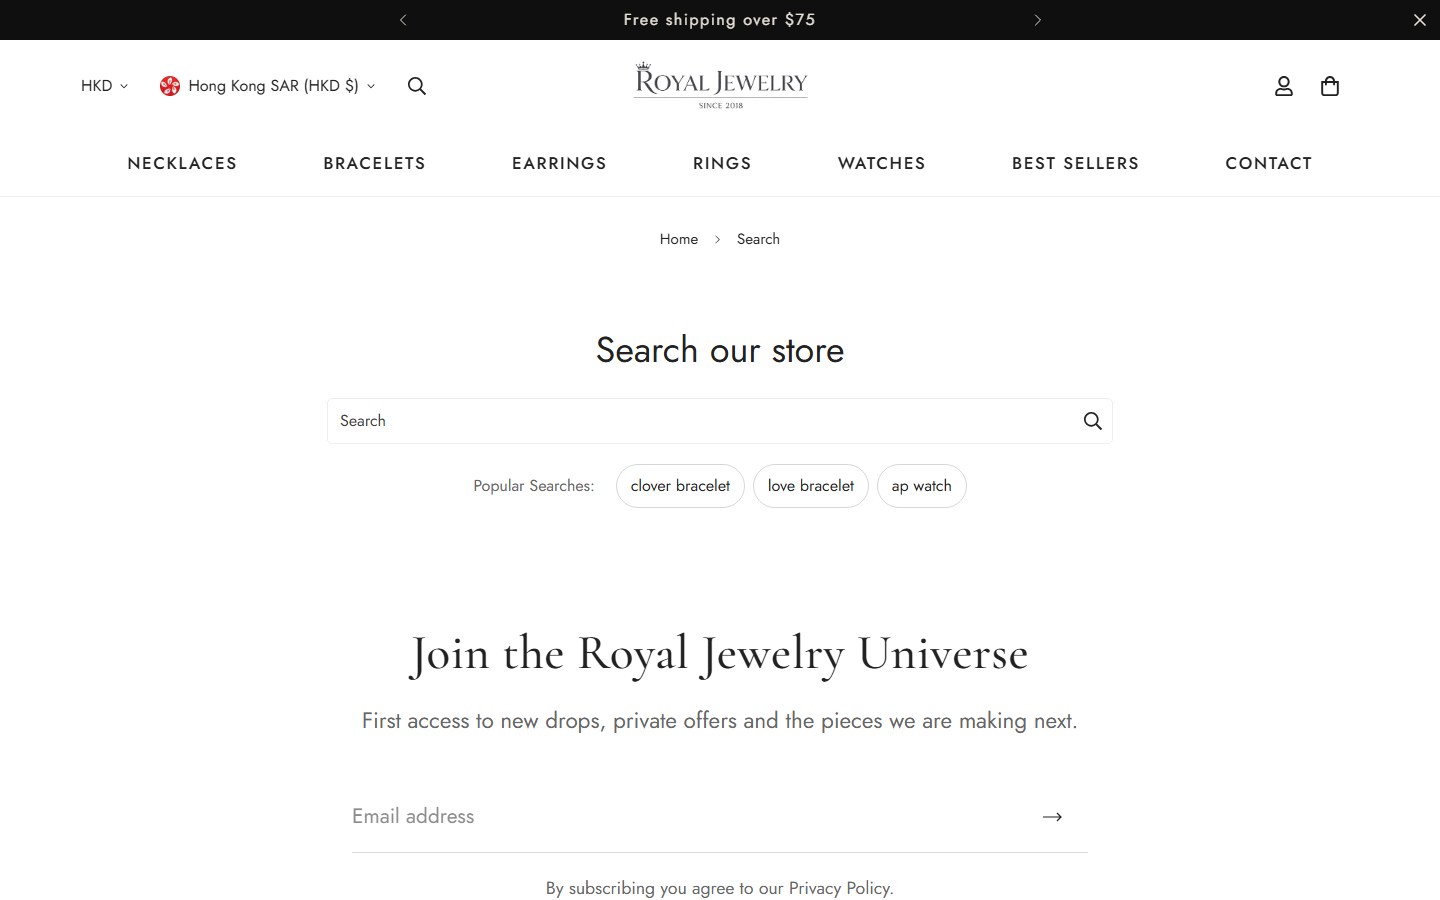 Free shipping over $75
HKD
Hong Kong SAR (HKD $)
ROYAL JEWELRY
SINCE 2018
NECKLACES
BRACELETS
EARRINGS
RINGS
WATCHES
BEST SELLERS
CONTACT
Home
Search
Search our store
Search
Popular Searches:
clover bracelet
love bracelet
ap watch
Join the Royal Jewelry Universe
First access to new drops, private offers and the pieces we are making next.
Email address
By subscribing you agree to our Privacy Policy.